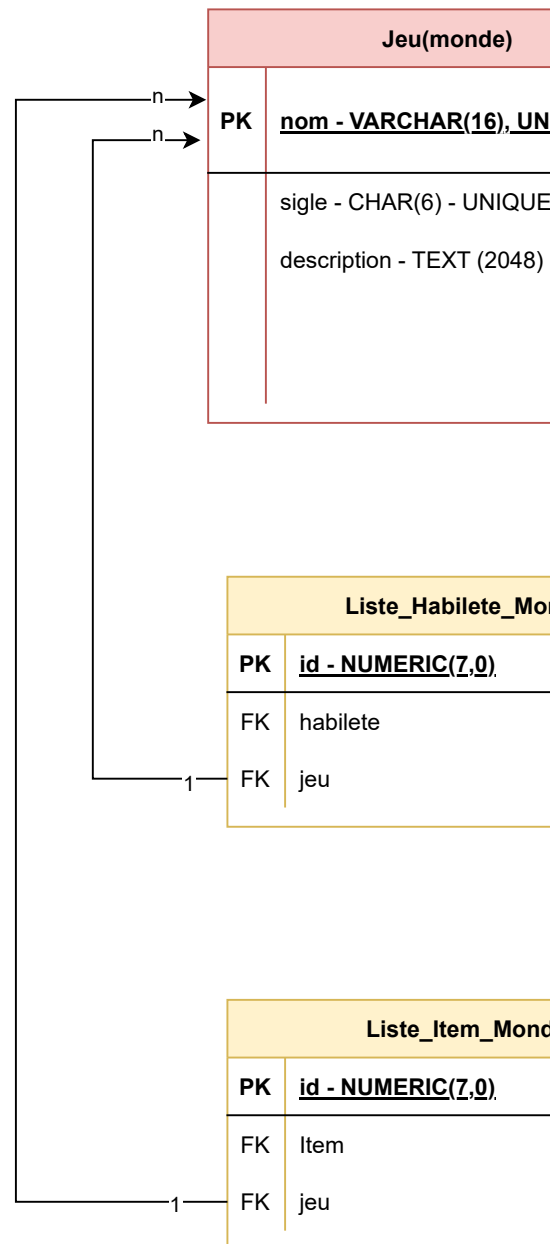 Jeu(monde)
n
PK nom - VARCHAR(16), UN
n
sigle - CHAR(6) - UNIQUE
description - TEXT (2048)
Liste_Habilete_Mo
PK id - NUMERIC(7,0)
FK habilete
1 FK jeu
Liste_Item_Mond
PK id - NUMERIC(7,0)
FK Item
1 FK jeu